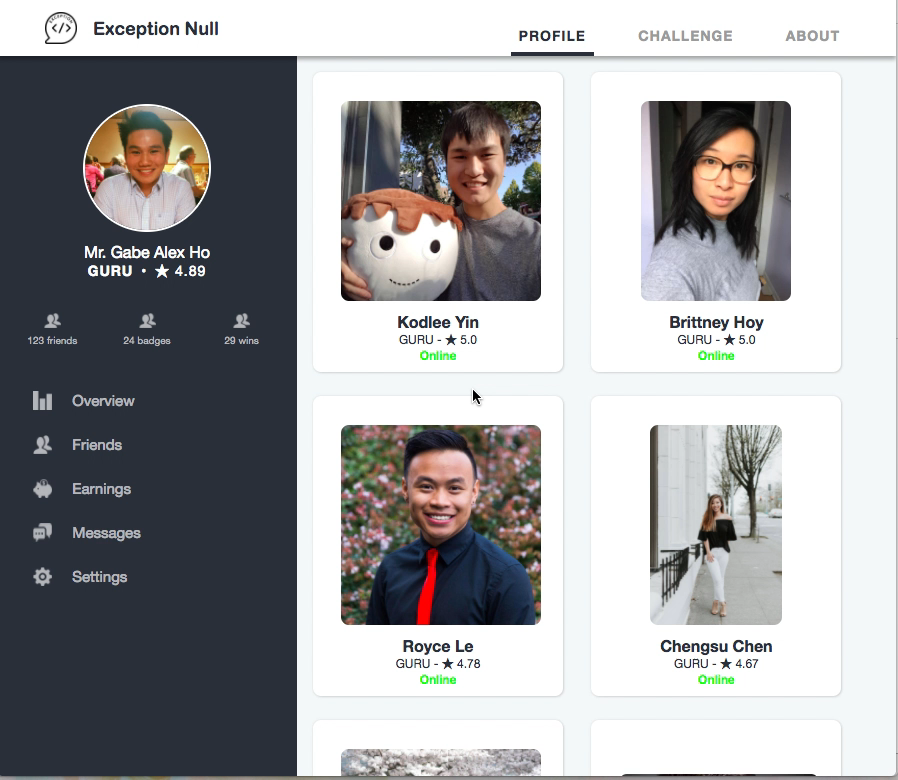 EXCEPTION
</>
Exception Null
PROFILE
CHALLENGE
ABOUT
Mr. Gabe Alex Ho
GURU • ★ 4.89
123 friends
24 badges
29 wins
Overview
Friends
Earnings
Messages
Settings
Kodlee Yin
GURU - ★ 5.0
Online
Brittney Hoy
GURU - ★ 5.0
Online
Royce Le
GURU - ★ 4.78
Online
Chengsu Chen
GURU - ★ 4.67
Online